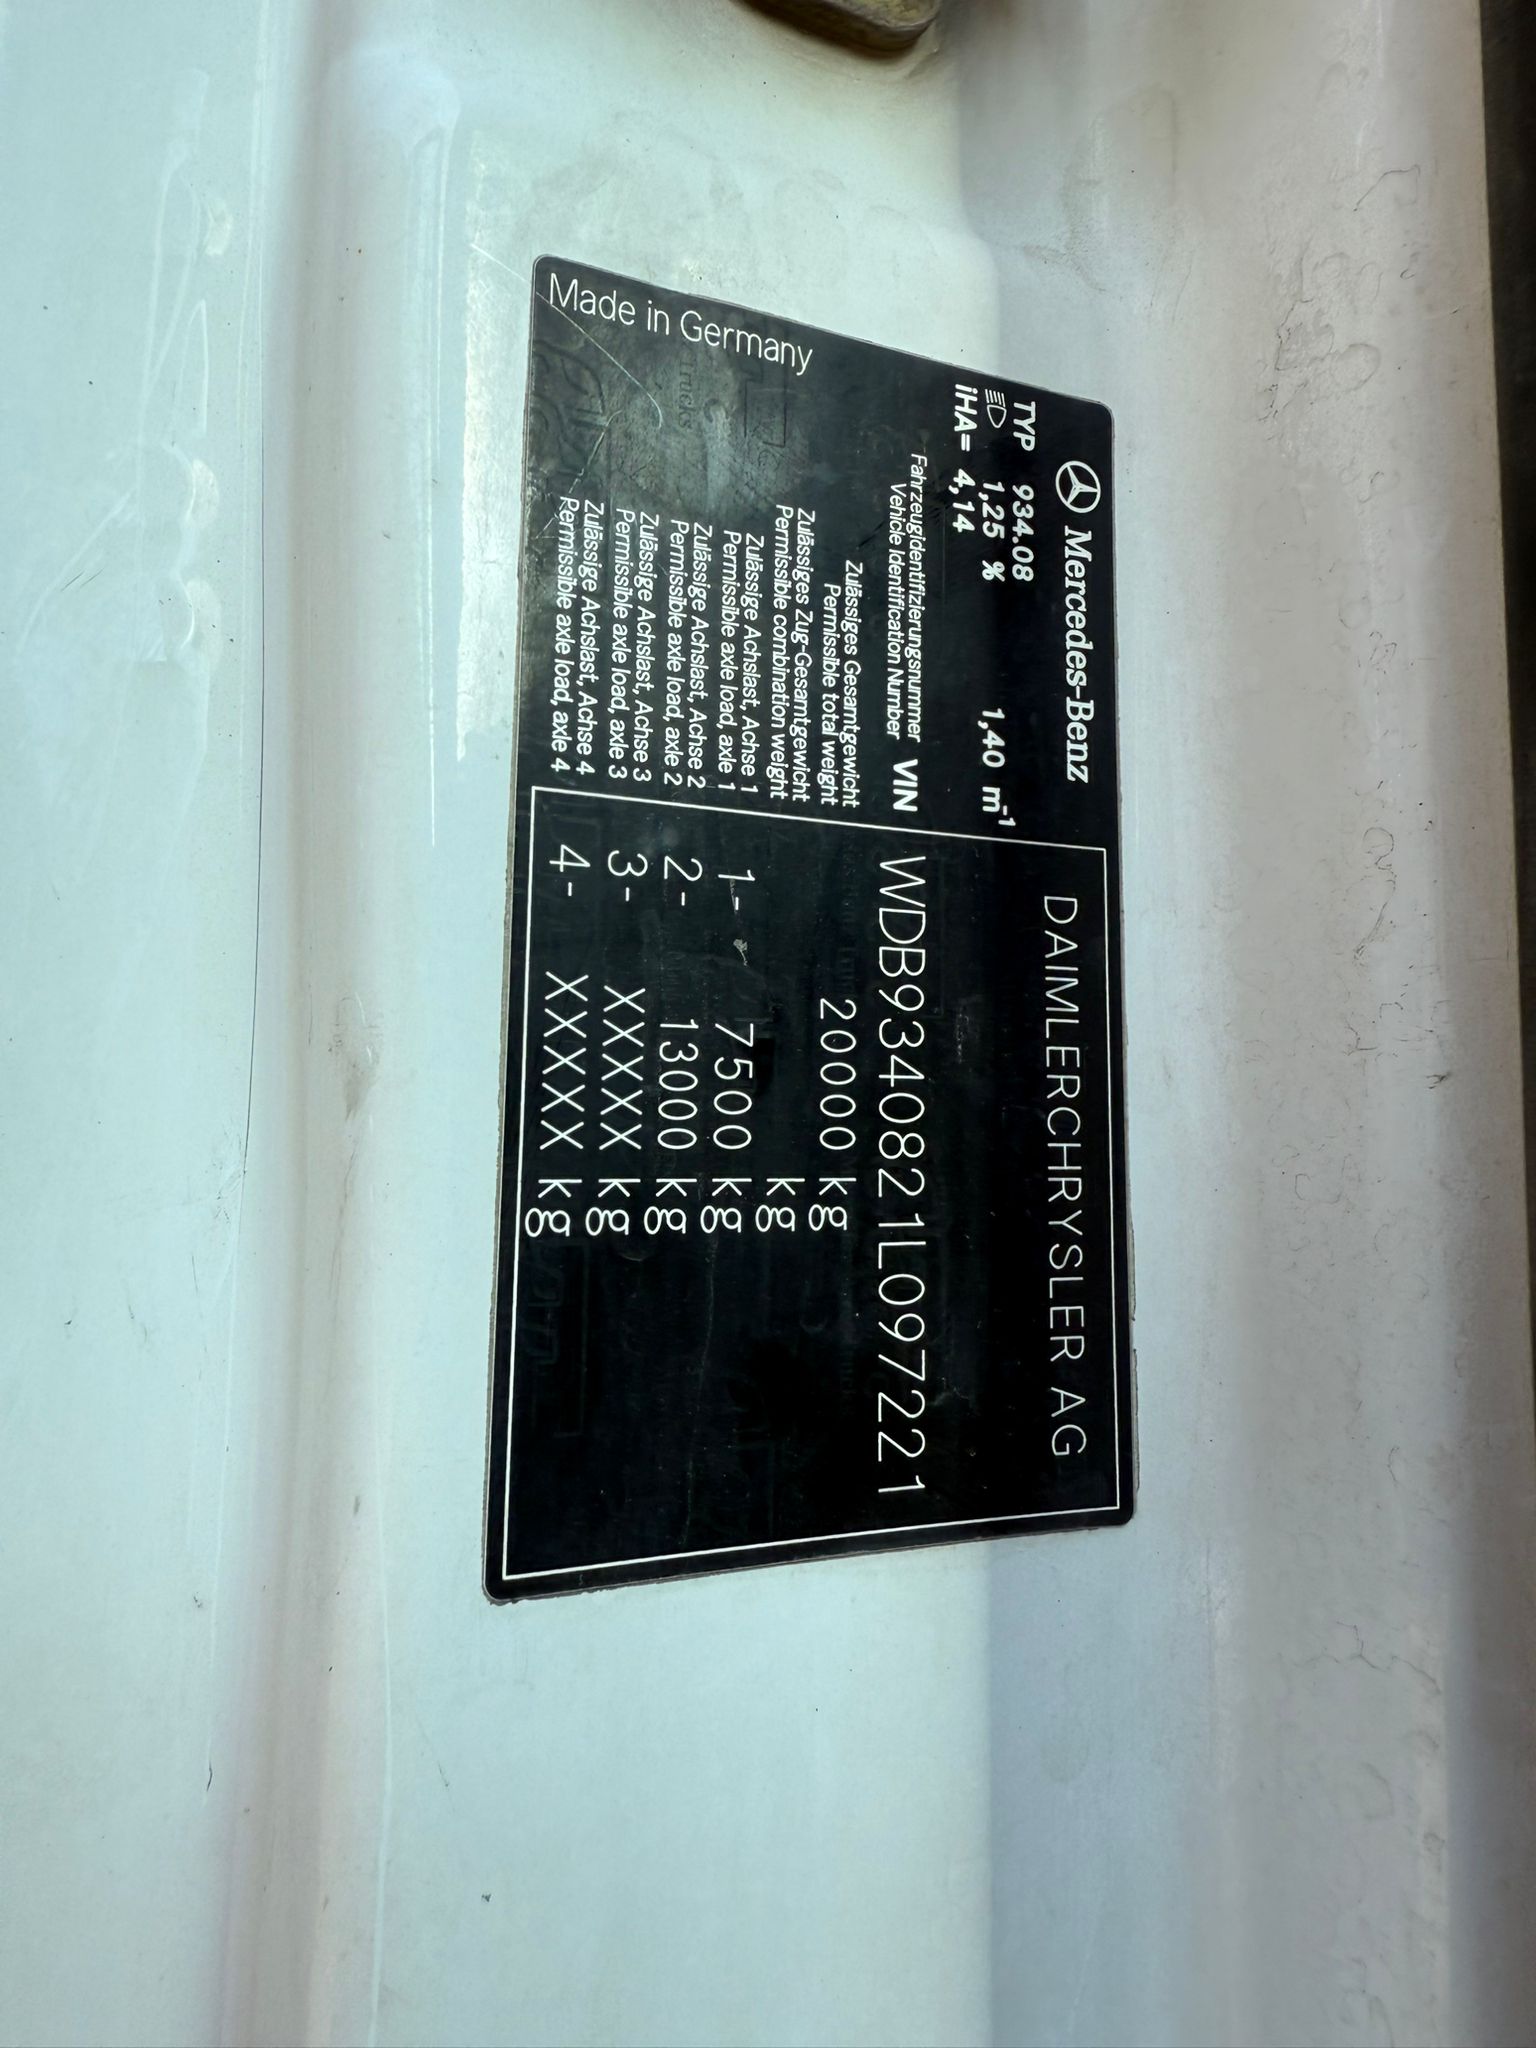 Mercedes-Benz
DAIMLERCHRYSLER AG
TYP 934.08
1,25 % 1,40 m-1
iHA= 4,14
Fahrzeugidentifizierungsnummer
Vehicle Identification Number
VIN WDB9340821L097221
Zulässiges Gesamtgewicht
Permissible total weight
20000 kg
Zulässiges Zug-Gesamtgewicht
Permissible combination weight
kg
Zulässige Achslast, Achse 1
Permissible axle load, axle 1
1- 7500 kg
Zulässige Achslast, Achse 2
Permissible axle load, axle 2
2- 13000 kg
Zulässige Achslast, Achse 3
Permissible axle load, axle 3
3- XXXXX kg
Zulässige Achslast, Achse 4
Permissible axle load, axle 4
4- XXXXX kg
Made in Germany